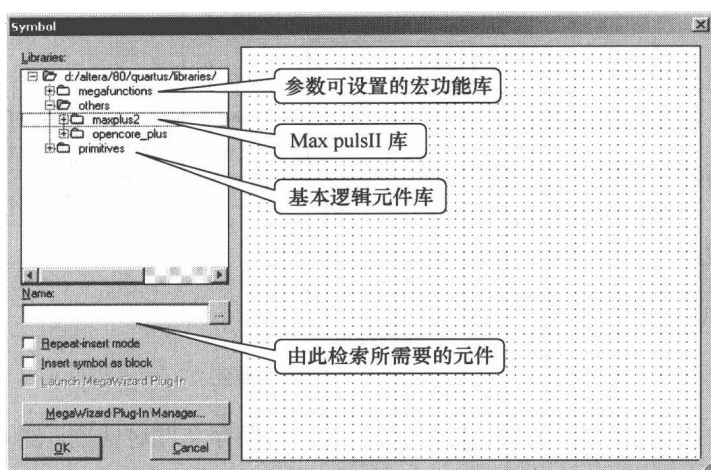 Symbol
Libraries:
d:/altera/80/quartus/libraries/
megafunctions
others
maxplus2
opencore_plus
primitives
参数可设置的宏功能库
Max pulsII 库
基本逻辑元件库
Name:
...
由此检索所需要的元件
Repeat-insert mode
Insert symbol as block
Launch MegaWizard Plug-In
MegaWizard Plug-In Manager...
OK
Cancel